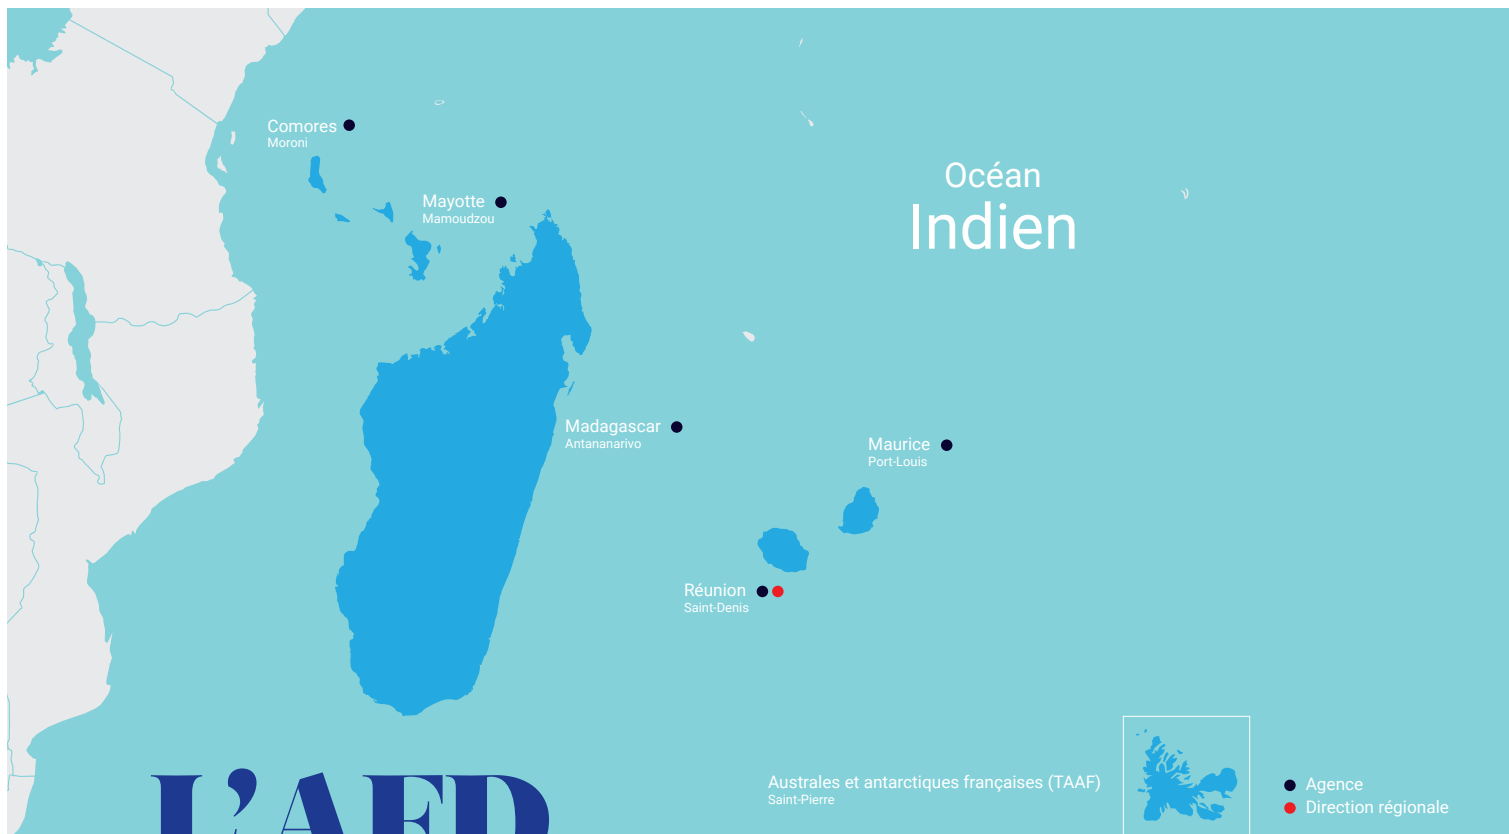 Comores
Moroni
Mayotte
Mamoudzou
Océan
Indien
Madagascar
Antananarivo
Maurice
Port-Louis
Réunion
Saint-Denis
Australes et antarctiques françaises (TAAF)
Saint-Pierre
Agence
Direction régionale
L'AFD